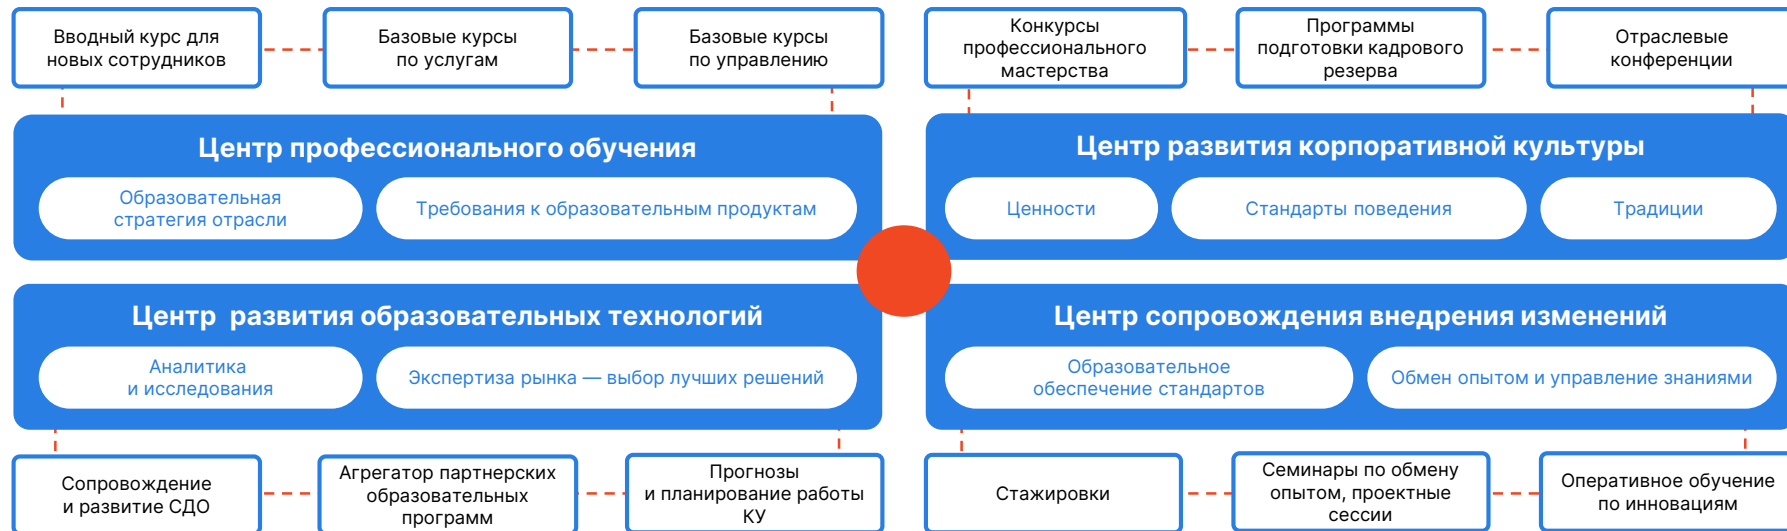 Вводный курс для
новых сотрудников
Базовые курсы
по услугам
Базовые курсы
по управлению
Конкурсы
профессионального
мастерства
Программы
подготовки кадрового
резерва
Отраслевые
конференции
Центр профессионального обучения
Образовательная
стратегия отрасли
Требования к образовательным продуктам
Центр развития корпоративной культуры
Ценности
Стандарты поведения
Традиции
Центр  развития образовательных технологий
Аналитика
и исследования
Экспертиза рынка — выбор лучших решений
Центр сопровождения внедрения изменений
Образовательное
обеспечение стандартов
Обмен опытом и управление знаниями
Сопровождение
и развитие СДО
Агрегатор партнерских
образовательных
программ
Прогнозы
и планирование работы
КУ
Стажировки
Семинары по обмену
опытом, проектные
сессии
Оперативное обучение
по инновациям